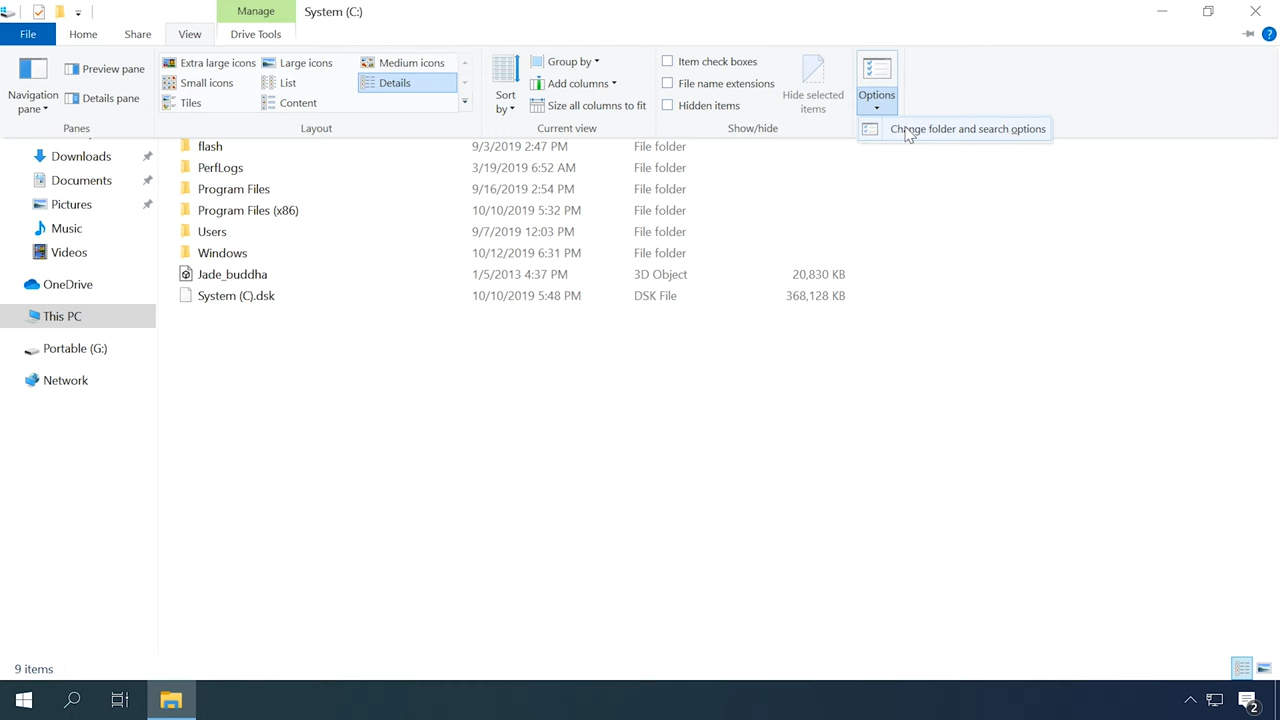 Manage
System (C:)
File
Home
Share
View
Drive Tools
Navigation
pane
Preview pane
Details pane
Panes
Extra large icons
Large icons
Medium icons
Small icons
List
Details
Tiles
Content
Layout
Sort
by
Group by
Add columns
Size all columns to fit
Current view
Item check boxes
File name extensions
Hidden items
Hide selected
items
Show/hide
Options
Change folder and search options
Downloads
Documents
Pictures
Music
Videos
OneDrive
This PC
Portable (G:)
Network
flash 9/3/2019 2:47 PM File folder
PerfLogs 3/19/2019 6:52 AM File folder
Program Files 9/16/2019 2:54 PM File folder
Program Files (x86) 10/10/2019 5:32 PM File folder
Users 9/7/2019 12:03 PM File folder
Windows 10/12/2019 6:31 PM File folder
Jade_buddha 1/5/2013 4:37 PM 3D Object 20,830 KB
System (C).dsk 10/10/2019 5:48 PM DSK File 368,128 KB
9 items
2